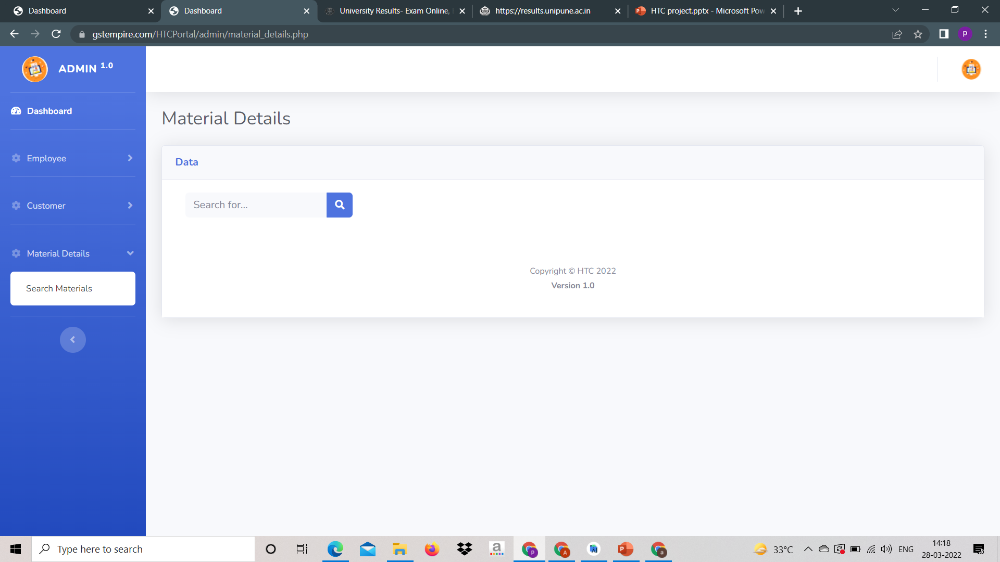 Dashboard
Dashboard
University Results- Exam Online,
https://results.unipune.ac.in
HTC project.pptx - Microsoft Pow
gstempire.com/HTCPortal/admin/material_details.php
P
ADMIN 1.0
Dashboard
Material Details
Data
Employee
Search for...
Customer
Material Details
Copyright © HTC 2022
Version 1.0
Search Materials
Type here to search
33°C
ENG
14:18
28-03-2022